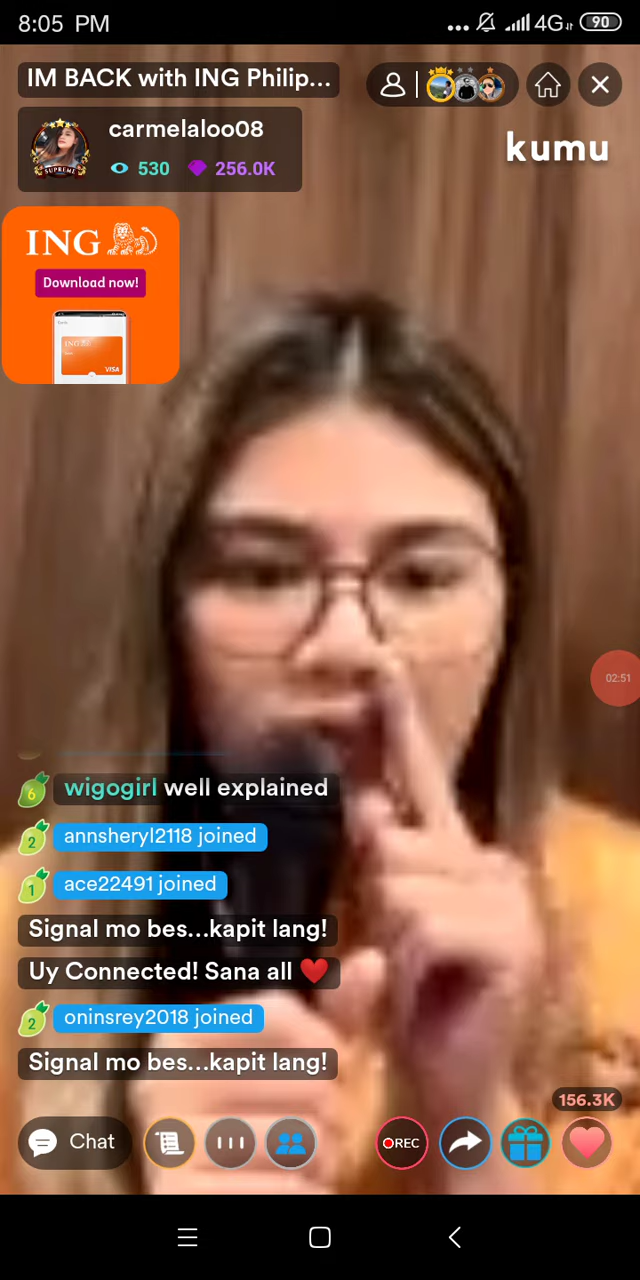 8:05 PM
4G
90
IM BACK with ING Philip...
carmelaloo08
530
256.0K
SUPREME
kumu
ING
Download now!
ING
VISA
02:51
6
wigogirl well explained
2
annsheryl2118 joined
1
ace22491 joined
Signal mo bes...kapit lang!
Uy Connected! Sana all ❤️
2
oninsrey2018 joined
Signal mo bes...kapit lang!
156.3K
Chat
REC